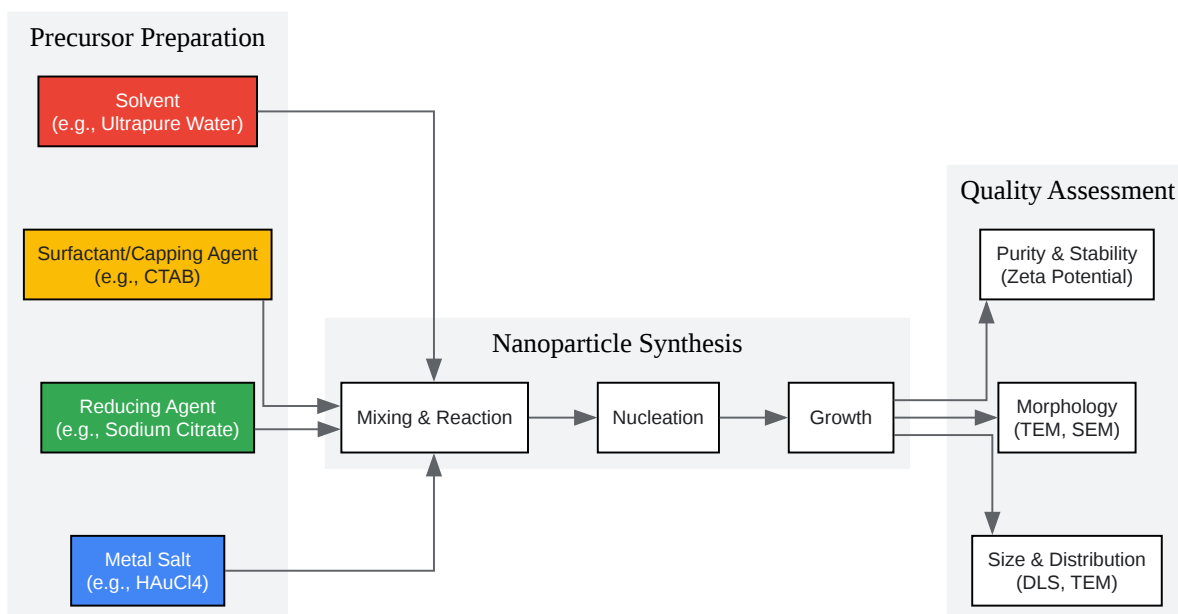 Precursor Preparation
Solvent
(e.g., Ultrapure Water)
Surfactant/Capping Agent
(e.g., CTAB)
Reducing Agent
(e.g., Sodium Citrate)
Metal Salt
(e.g., HAuCl4)
Nanoparticle Synthesis
Mixing & Reaction
Nucleation
Growth
Quality Assessment
Purity & Stability
(Zeta Potential)
Morphology
(TEM, SEM)
Size & Distribution
(DLS, TEM)